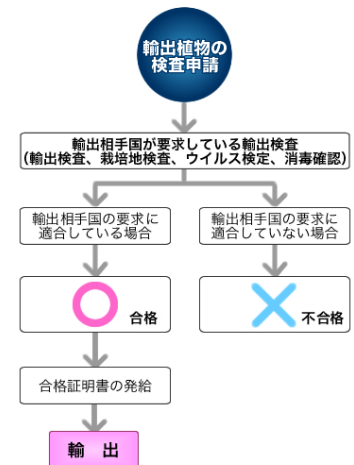 輸出植物の
検査申請
輸出相手国が要求している輸出検査
(輸出検査、栽培地検査、ウイルス検定、消毒確認)
輸出相手国の要求に
適合している場合
輸出相手国の要求に
適合していない場合
合格
不合格
合格証明書の発給
輸 出